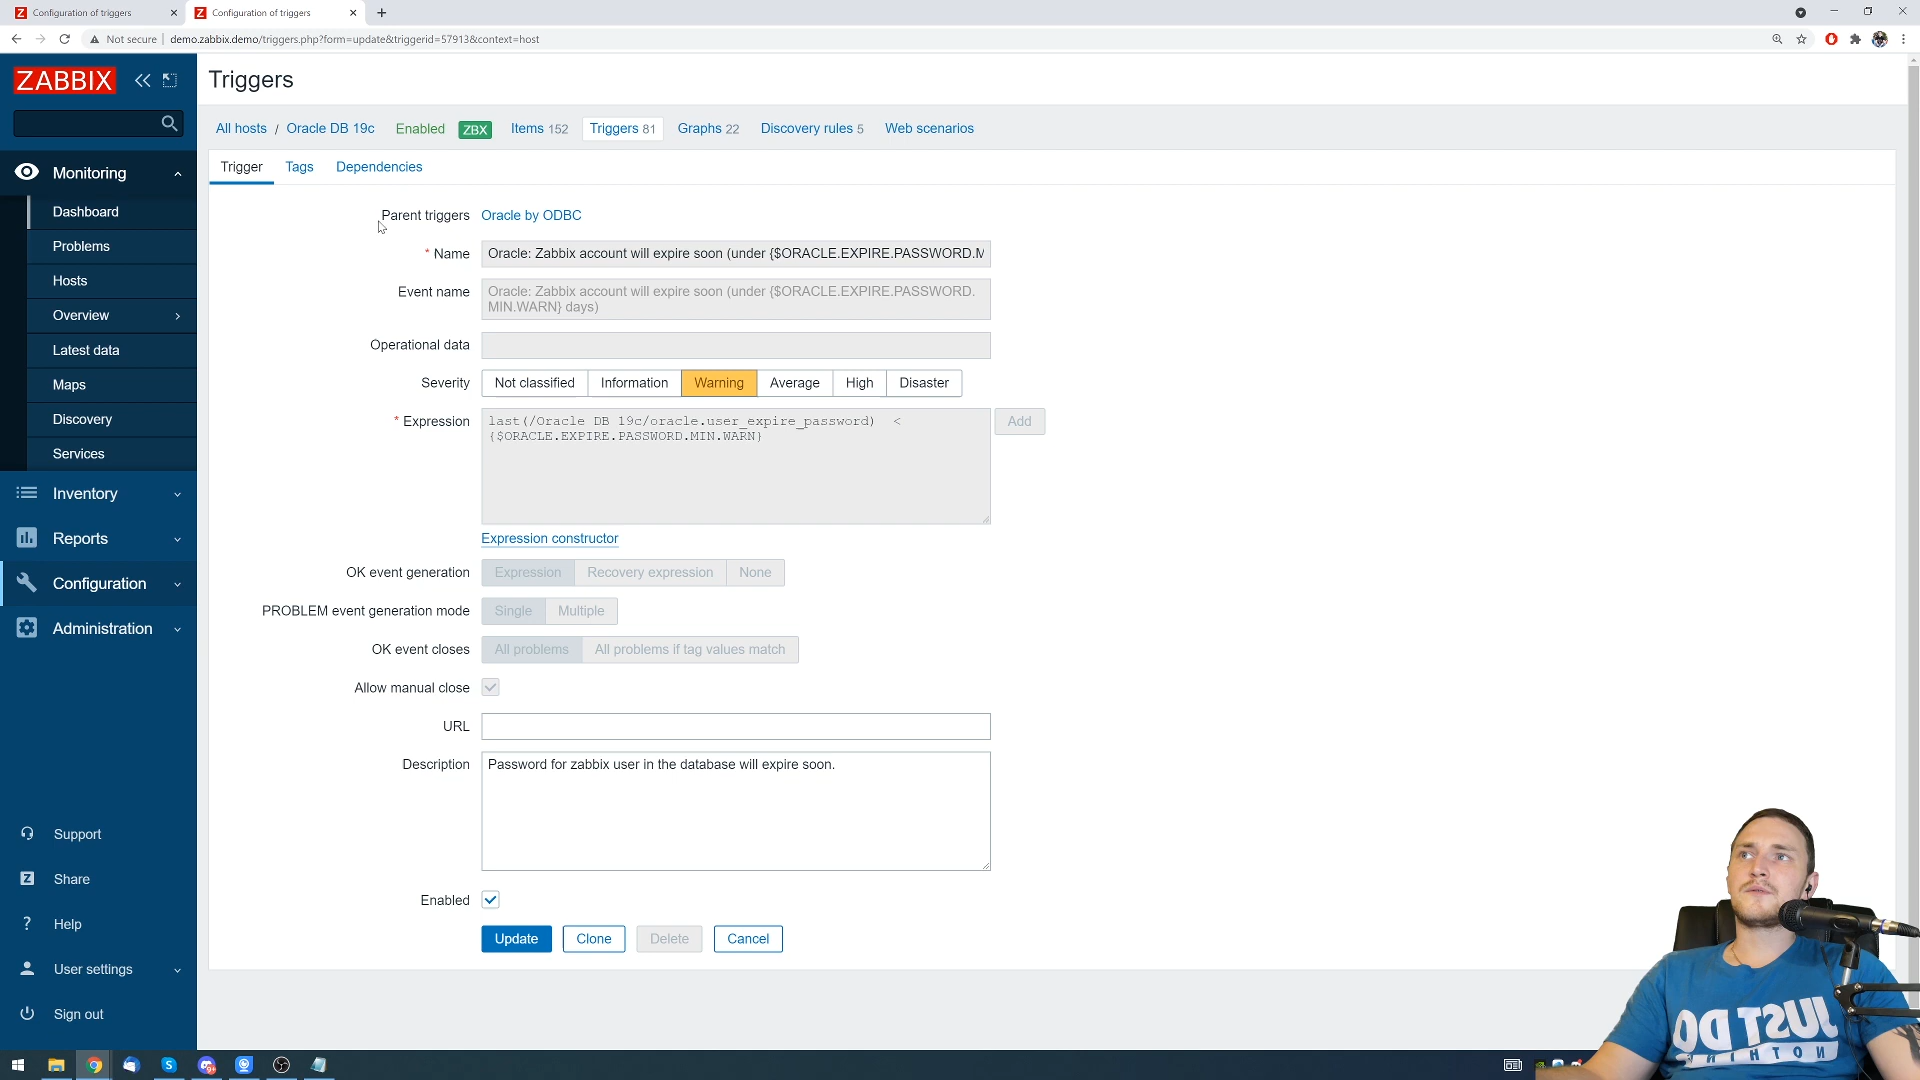 Configuration of triggers
Configuration of triggers
Not secure
demo.zabbix.demo/triggers.php?form=update&triggerid=57913&context=host
ZABBIX
Triggers
All hosts / Oracle DB 19c Enabled ZBX Items 152 Triggers 81 Graphs 22 Discovery rules 5 Web scenarios
Trigger Tags Dependencies
Monitoring
Dashboard
Problems
Hosts
Overview
Latest data
Maps
Discovery
Services
Inventory
Reports
Configuration
Administration
Support
Share
Help
User settings
Sign out
Parent triggers Oracle by ODBC
* Name Oracle: Zabbix account will expire soon (under {$ORACLE.EXPIRE.PASSWORD.M
Event name Oracle: Zabbix account will expire soon (under {$ORACLE.EXPIRE.PASSWORD.
MIN.WARN} days)
Operational data
Severity Not classified Information Warning Average High Disaster
* Expression last(/Oracle DB 19c/oracle.user_expire_password) < Add
{$ORACLE.EXPIRE.PASSWORD.MIN.WARN}
Expression constructor
OK event generation Expression Recovery expression None
PROBLEM event generation mode Single Multiple
OK event closes All problems All problems if tag values match
Allow manual close
URL
Description Password for zabbix user in the database will expire soon.
Enabled
Update Clone Delete Cancel
JUST
DO
NOTHING